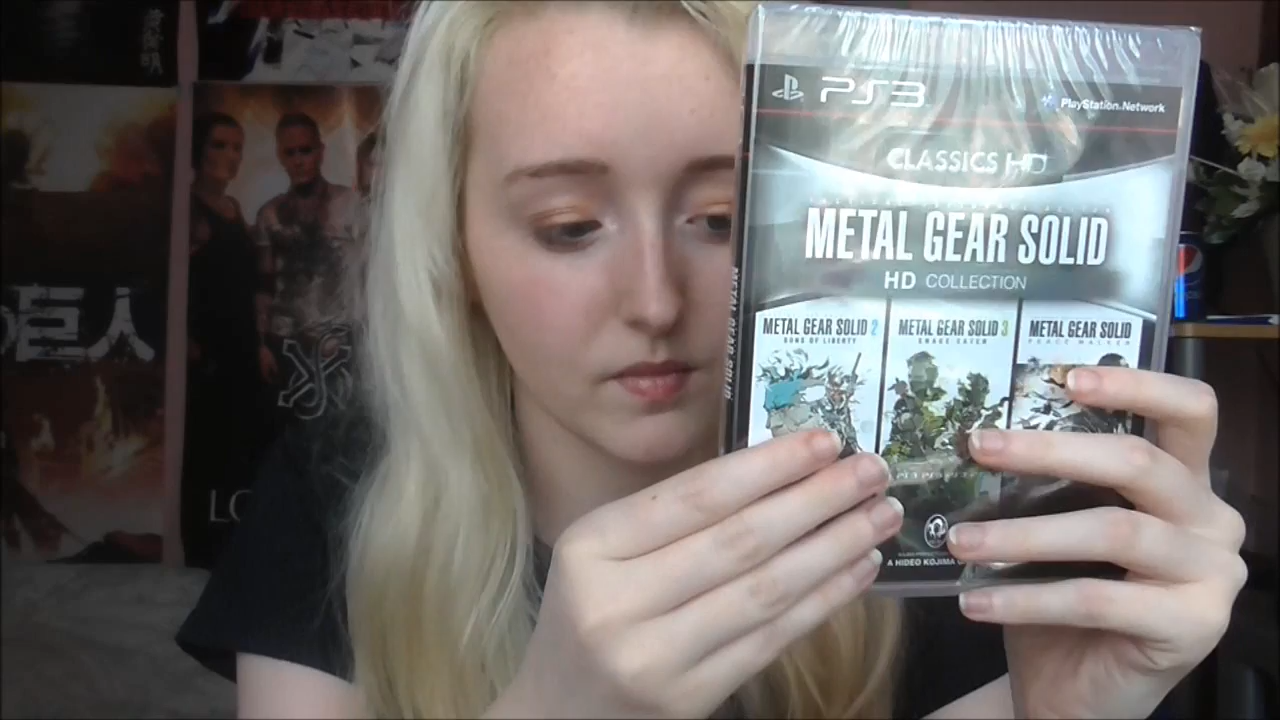 PS3
PlayStation Network
CLASSICS HD
METAL GEAR SOLID
HD COLLECTION
METAL GEAR SOLID 2
SONS OF LIBERTY
METAL GEAR SOLID 3
SNAKE EATER
METAL GEAR SOLID
PEACE WALKER
A HIDEO KOJIMA
METAL GEAR SOLID
巨人
LO